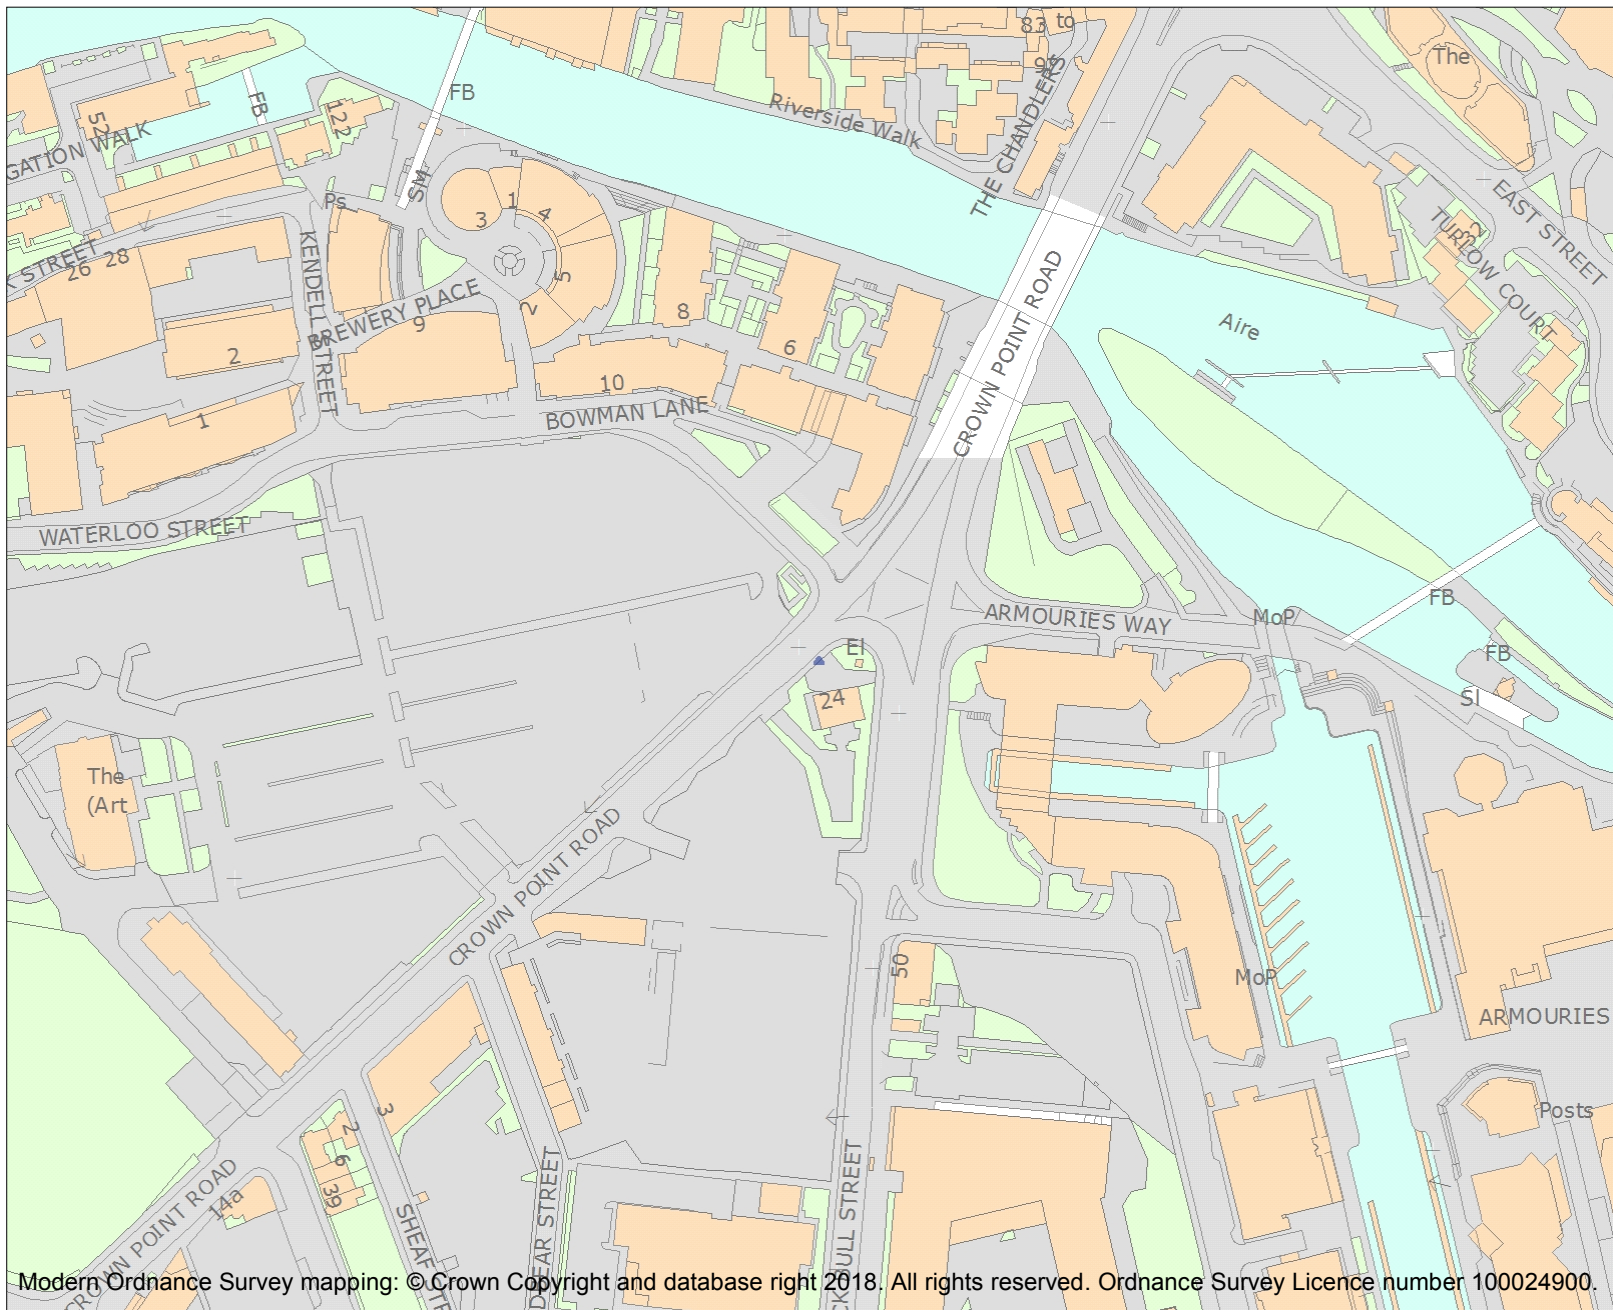 83 to
The
FB
FB
52
122
Riverside Walk
THE CHANDLERS
GATION WALK
SM
Ps
1
3
4
5
2
EAST STREET
32
TURLOW COURT
26 28
KENDELL STREET
BREWERY PLACE
9
8
6
CROWN POINT ROAD
Aire
2
10
1
BOWMAN LANE
WATERLOO STREET
FB
ARMOURIES WAY
MoP
El
FB
24
Sl
The
(Art
CROWN POINT ROAD
50
MoP
ARMOURIES
3
2
6
39
Posts
CROWN POINT ROAD
14a
SHEAF STR
DEAR STREET
CKBULL STREET
Modern Ordnance Survey mapping: © Crown Copyright and database right 2018. All rights reserved. Ordnance Survey Licence number 100024900.